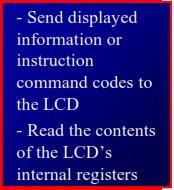 - Send displayed
information or
instruction
command codes to
the LCD
- Read the contents
of the LCD's
internal registers